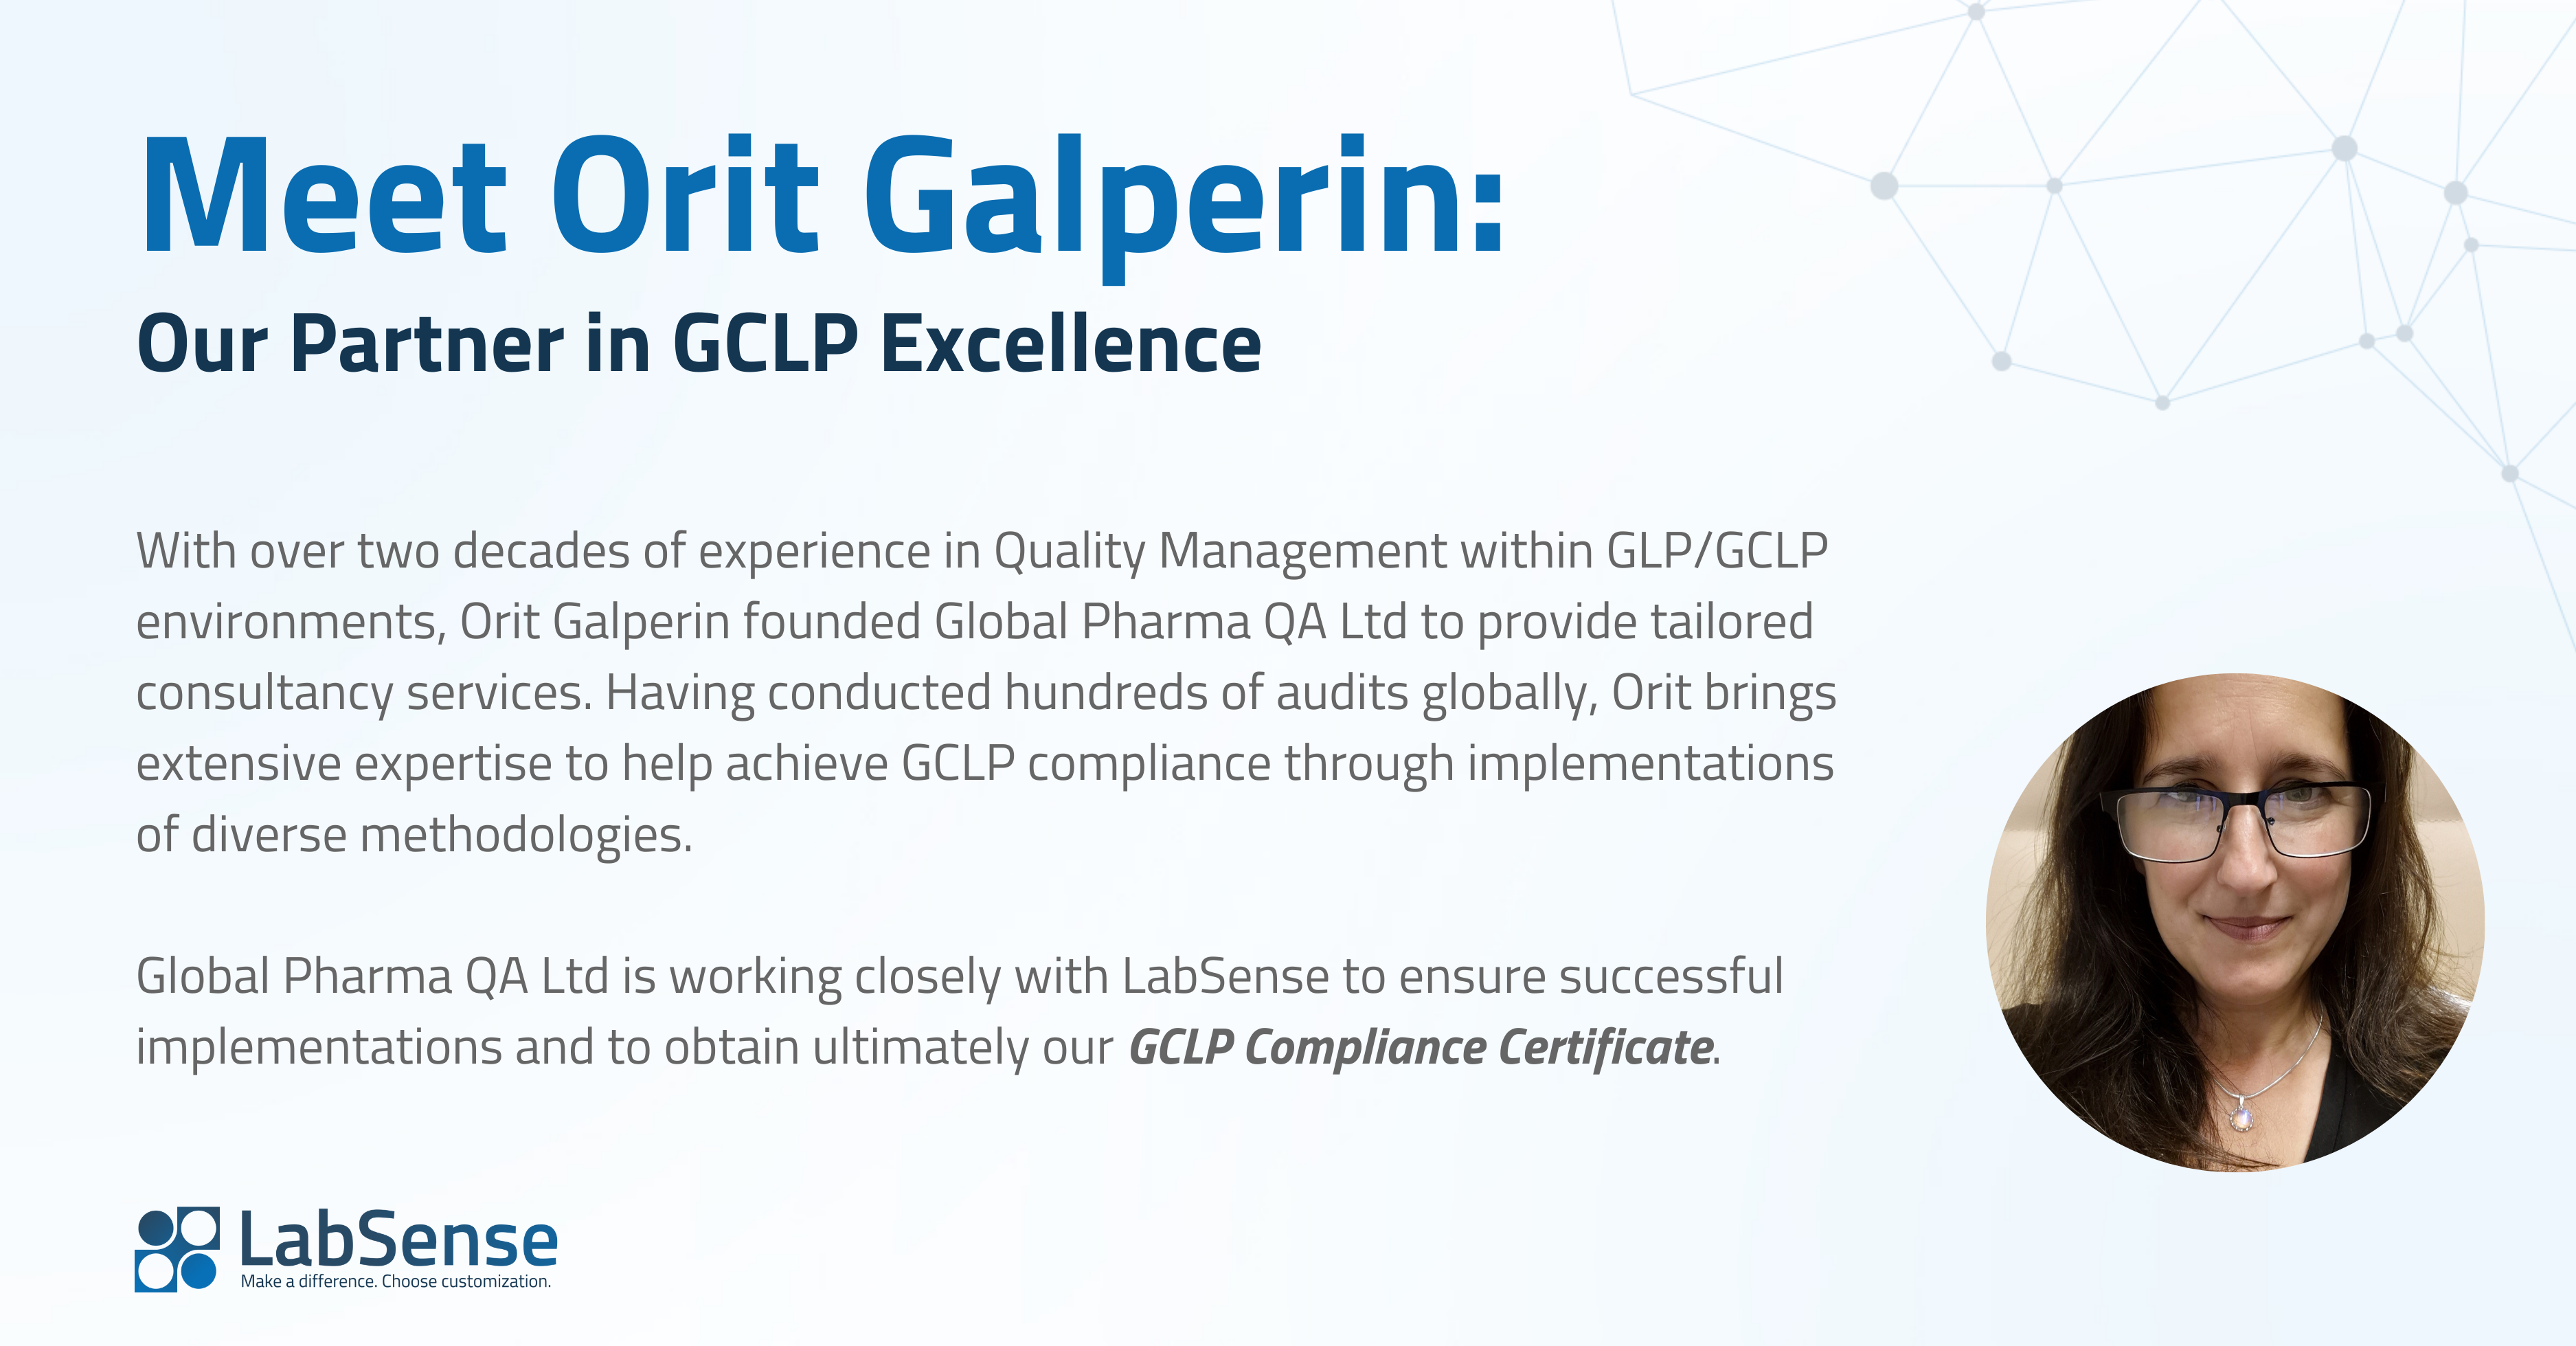 Meet Orit Galperin:
Our Partner in GCLP Excellence
With over two decades of experience in Quality Management within GLP/GCLP
environments, Orit Galperin founded Global Pharma QA Ltd to provide tailored
consultancy services. Having conducted hundreds of audits globally, Orit brings
extensive expertise to help achieve GCLP compliance through implementations
of diverse methodologies.
Global Pharma QA Ltd is working closely with LabSense to ensure successful
implementations and to obtain ultimately our GCLP Compliance Certificate.
LabSense
Make a difference. Choose customization.